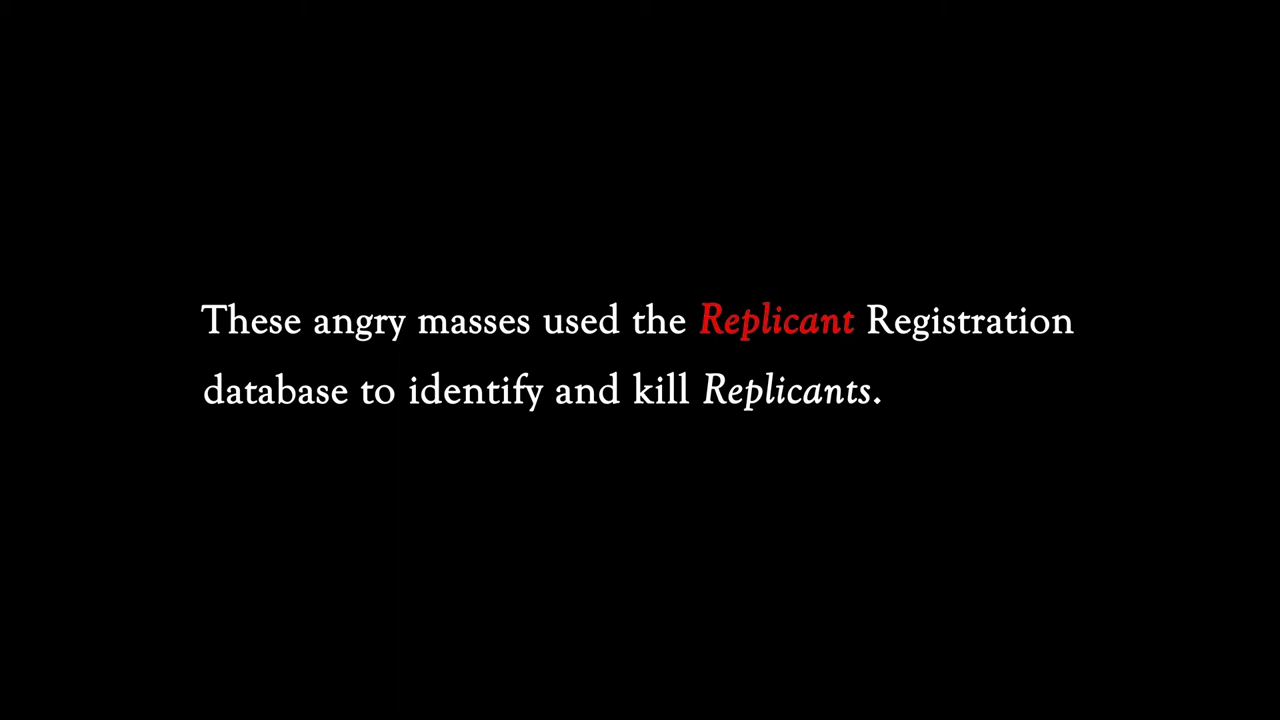 These angry masses used the Replicant Registration
database to identify and kill Replicants.